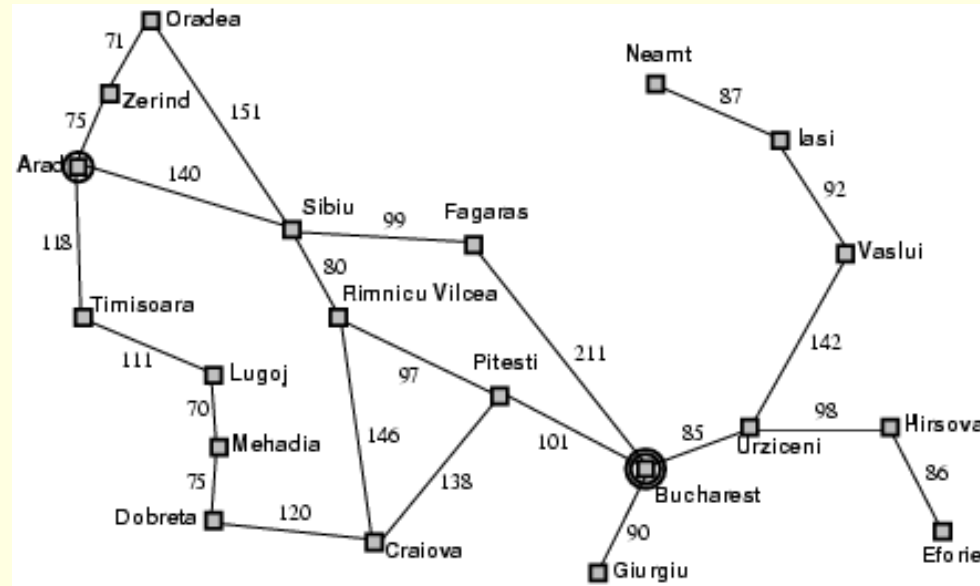 Oradea
71
Neamt
87
Zerind
151
75
Iasi
Arad
140
92
Sibiu
Fagaras
99
118
Vaslui
80
Timisoara
Rimnicu Vilcea
142
111
211
Pitesti
Lugoj
97
70
98
Hirsova
146
101
85
Urziceni
Mehadia
86
138
75
Bucharest
Dobreta
120
90
Craiova
Eforie
Giurgiu